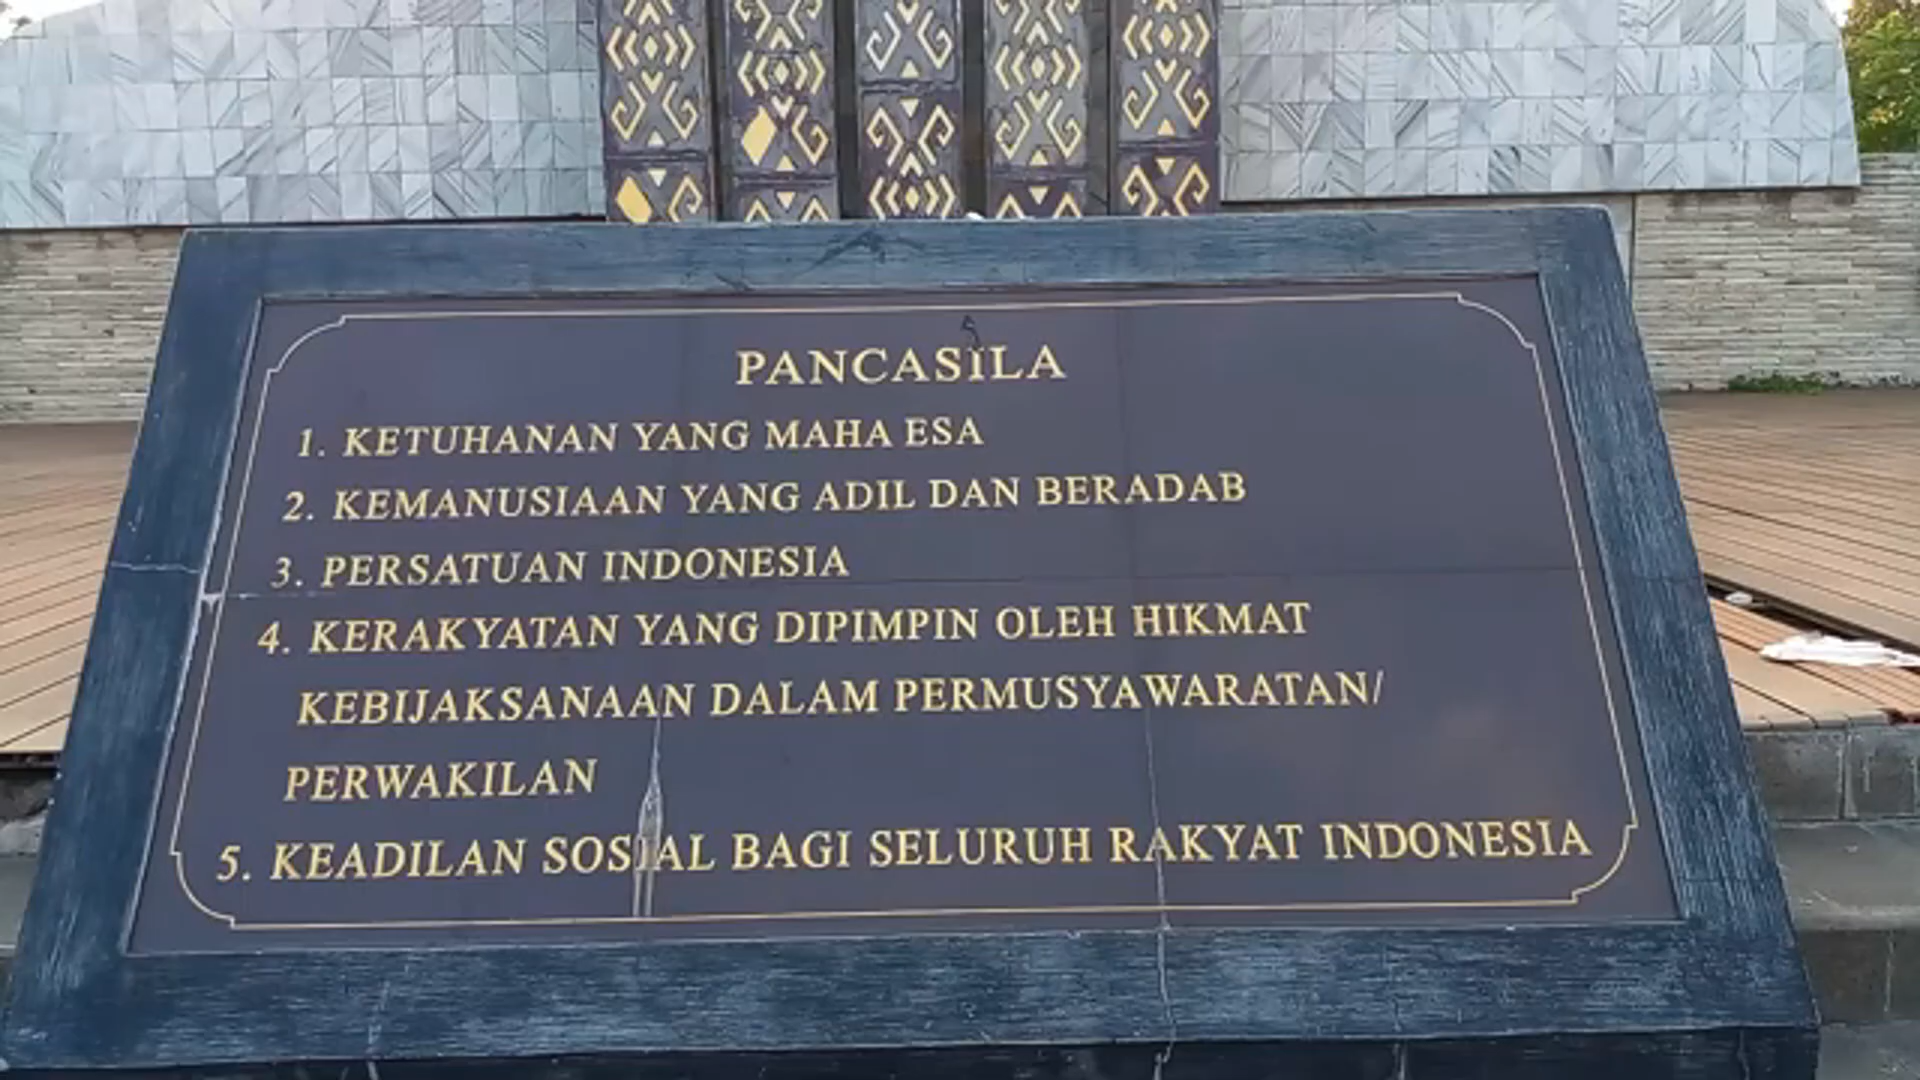 PANCASILA
1. KETUHANAN YANG MAHA ESA
2. KEMANUSIAAN YANG ADIL DAN BERADAB
3. PERSATUAN INDONESIA
4. KERAKYATAN YANG DIPIMPIN OLEH HIKMAT
KEBIJAKSANAAN DALAM PERMUSYAWARATAN/
PERWAKILAN
5. KEADILAN SOSIAL BAGI SELURUH RAKYAT INDONESIA